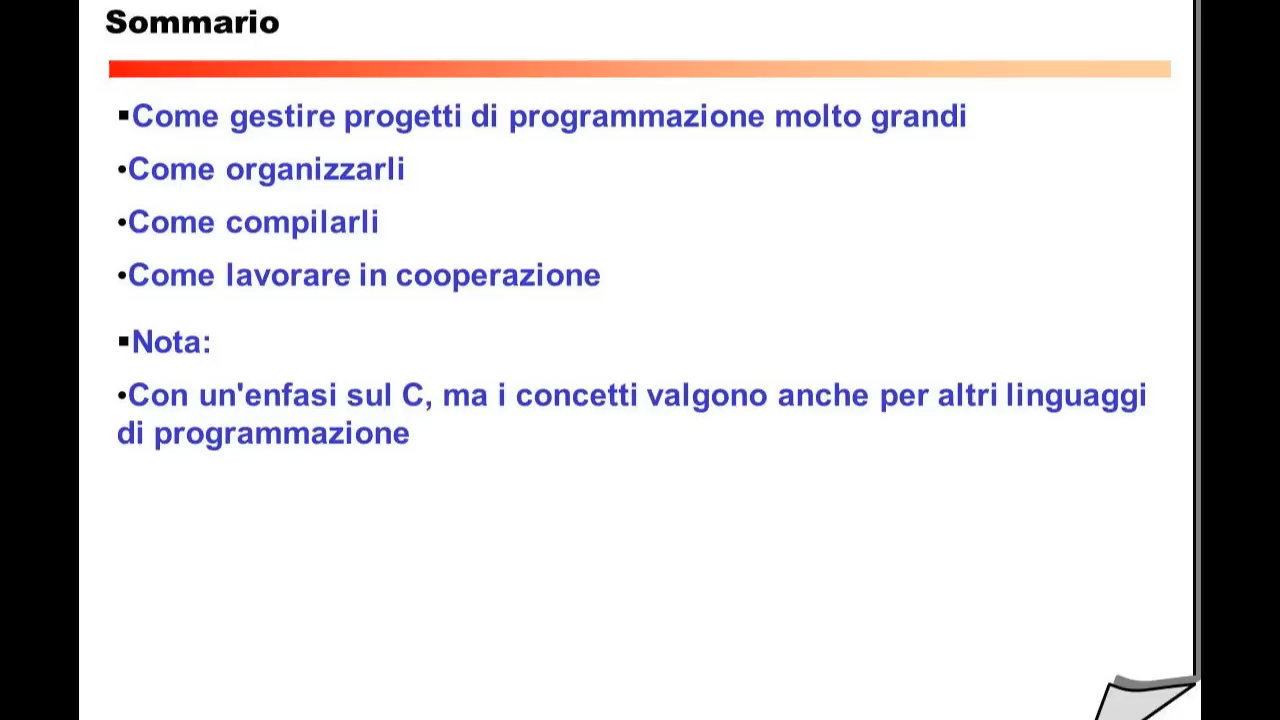 Sommario
▪Come gestire progetti di programmazione molto grandi
•Come organizzarli
•Come compilarli
•Come lavorare in cooperazione
▪Nota:
•Con un'enfasi sul C, ma i concetti valgono anche per altri linguaggi
di programmazione